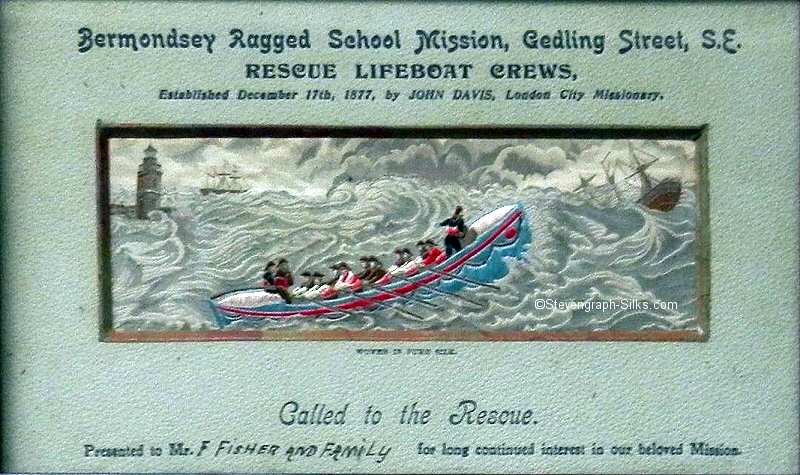 Bermondsey Ragged School Mission, Gedling Street, S.E.
RESCUE LIFEBOAT CREWS,
Established December 17th, 1877, by JOHN DAVIS, London City Missionary.
©Stevengraph-Silks.com
WOVEN IN PURE SILK.
Called to the Rescue.
Presented to Mr. F FISHER AND FAMILY for long continued interest in our beloved Mission.